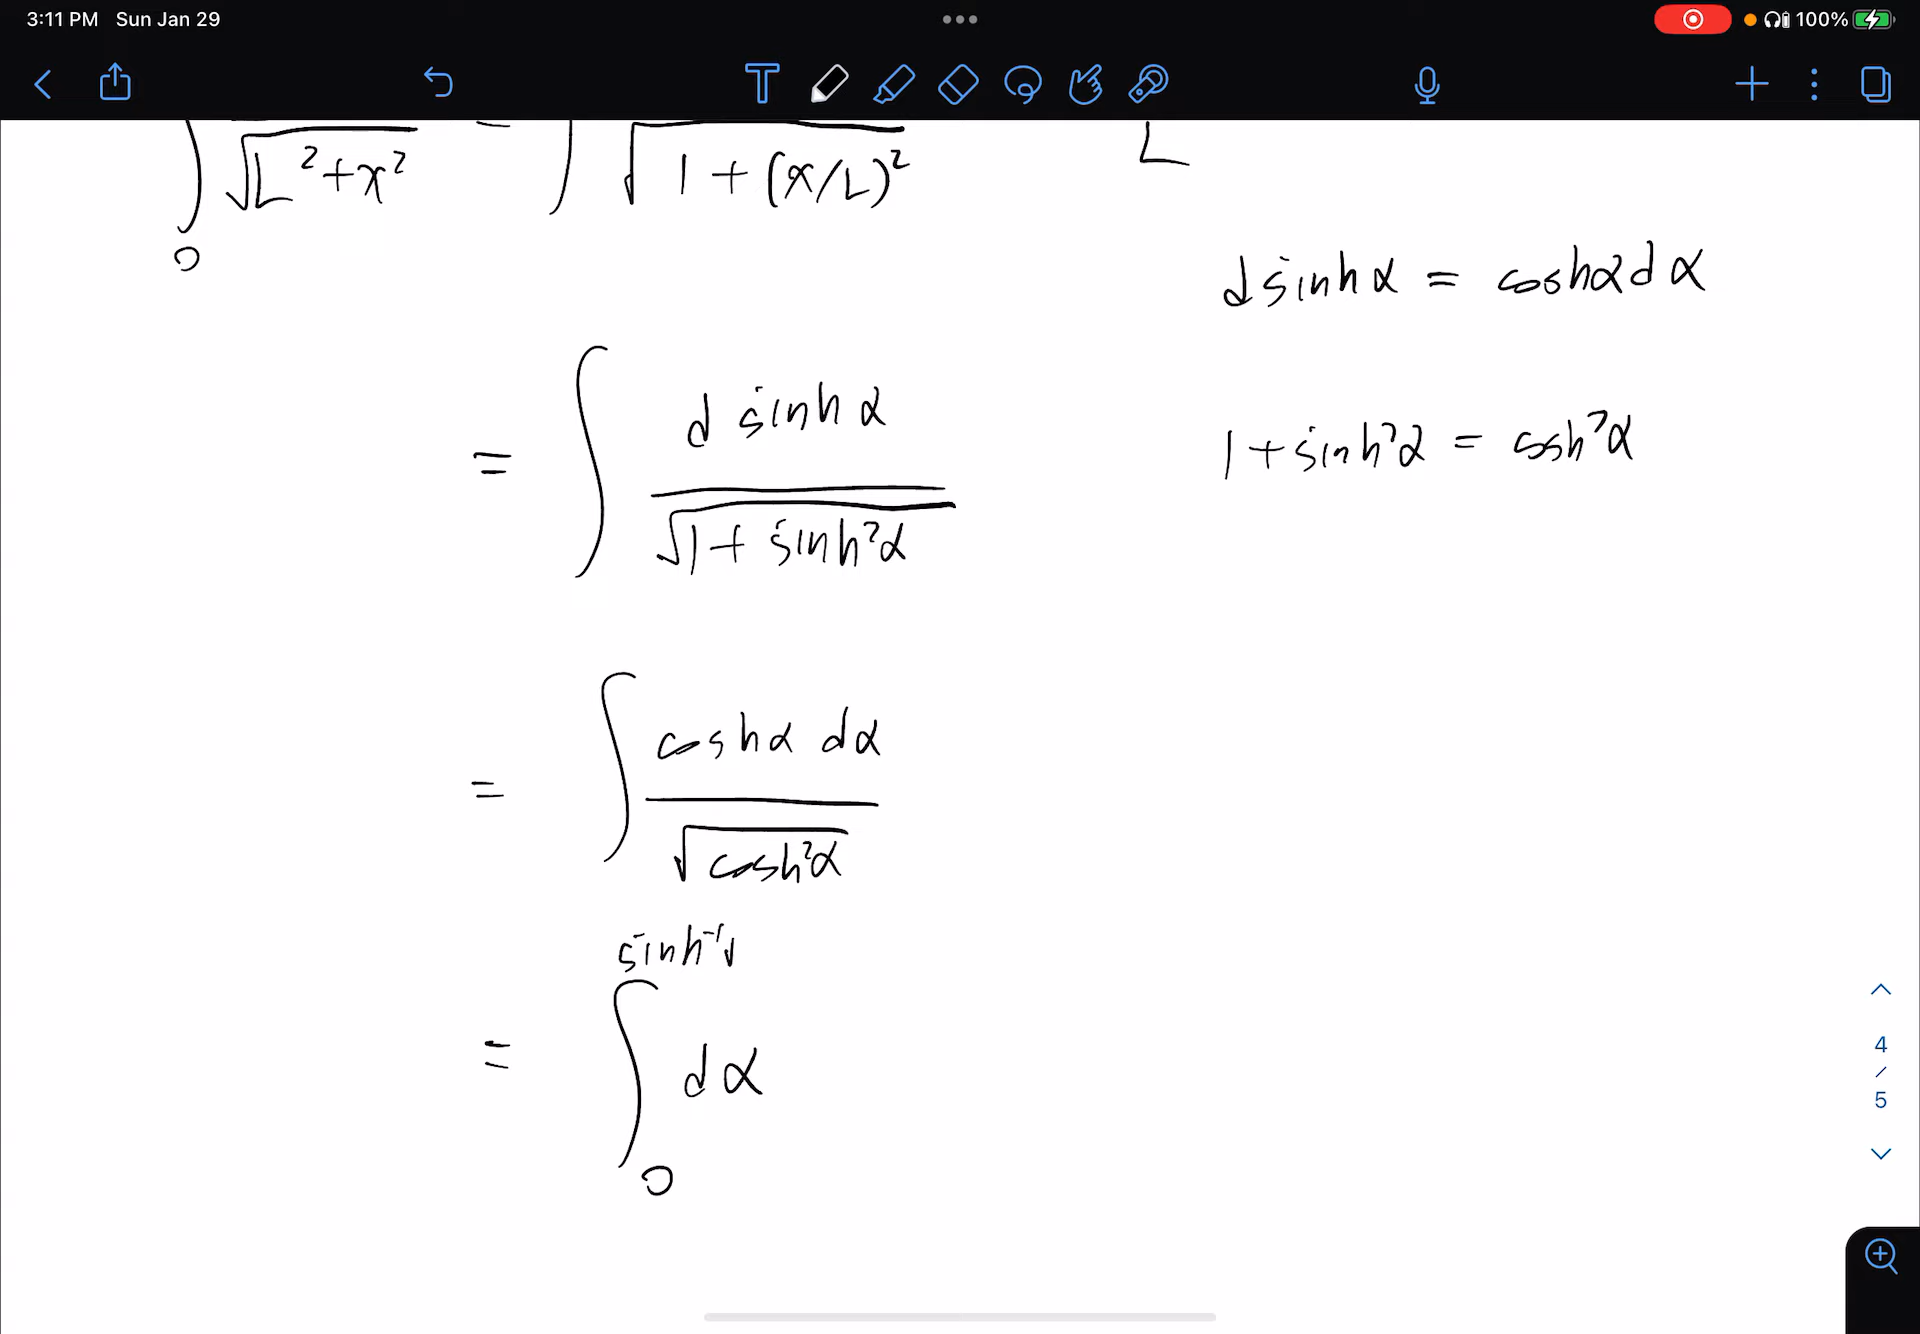 3:11 PM Sun Jan 29
100%
∫₀ √L²+x² = ∫ √1+(x/L)² L
d sinh α = cosh α d α
= ∫ d sinh α / √1+ sinh²α
1+sinh²α = cosh²α
= ∫ cosh α dα / √cosh²α
= ∫₀^sinh⁻¹ dα
4
/
5